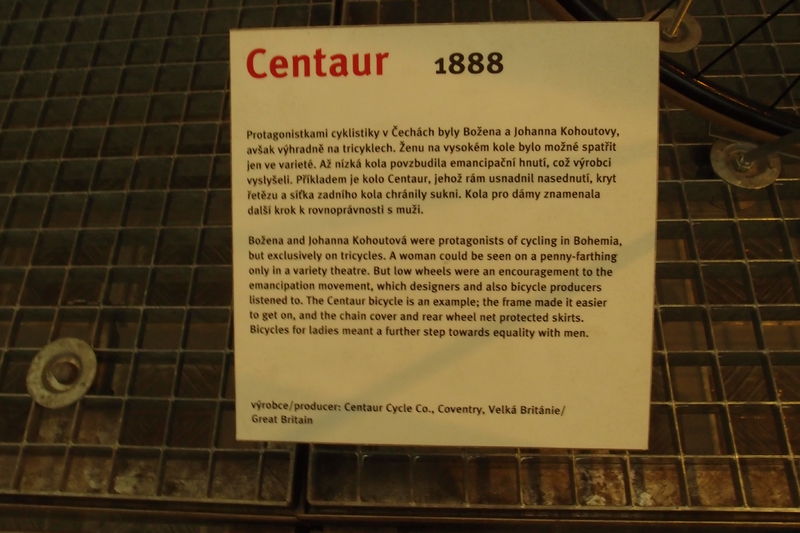 Centaur 1888
Protagonistkami cyklistiky v Čechách byly Božena a Johanna Kohoutovy,
avšak výhradně na tricyklech. Ženu na vysokém kole bylo možné spatřit
jen ve varieté. Až nízká kola povzbudila emancipační hnutí, což výrobci
vyslyšeli. Příkladem je kolo Centaur, jehož rám usnadnil nasednutí, kryt
řetězu a síťka zadního kola chránily sukni. Kola pro dámy znamenala
další krok k rovnoprávnosti s muži.
Božena and Johanna Kohoutová were protagonists of cycling in Bohemia,
but exclusively on tricycles. A woman could be seen on a penny-farthing
only in a variety theatre. But low wheels were an encouragement to the
emancipation movement, which designers and also bicycle producers
listened to. The Centaur bicycle is an example; the frame made it easier
to get on, and the chain cover and rear wheel net protected skirts.
Bicycles for ladies meant a further step towards equality with men.
výrobce/producer: Centaur Cycle Co., Coventry, Velká Británie/
Great Britain